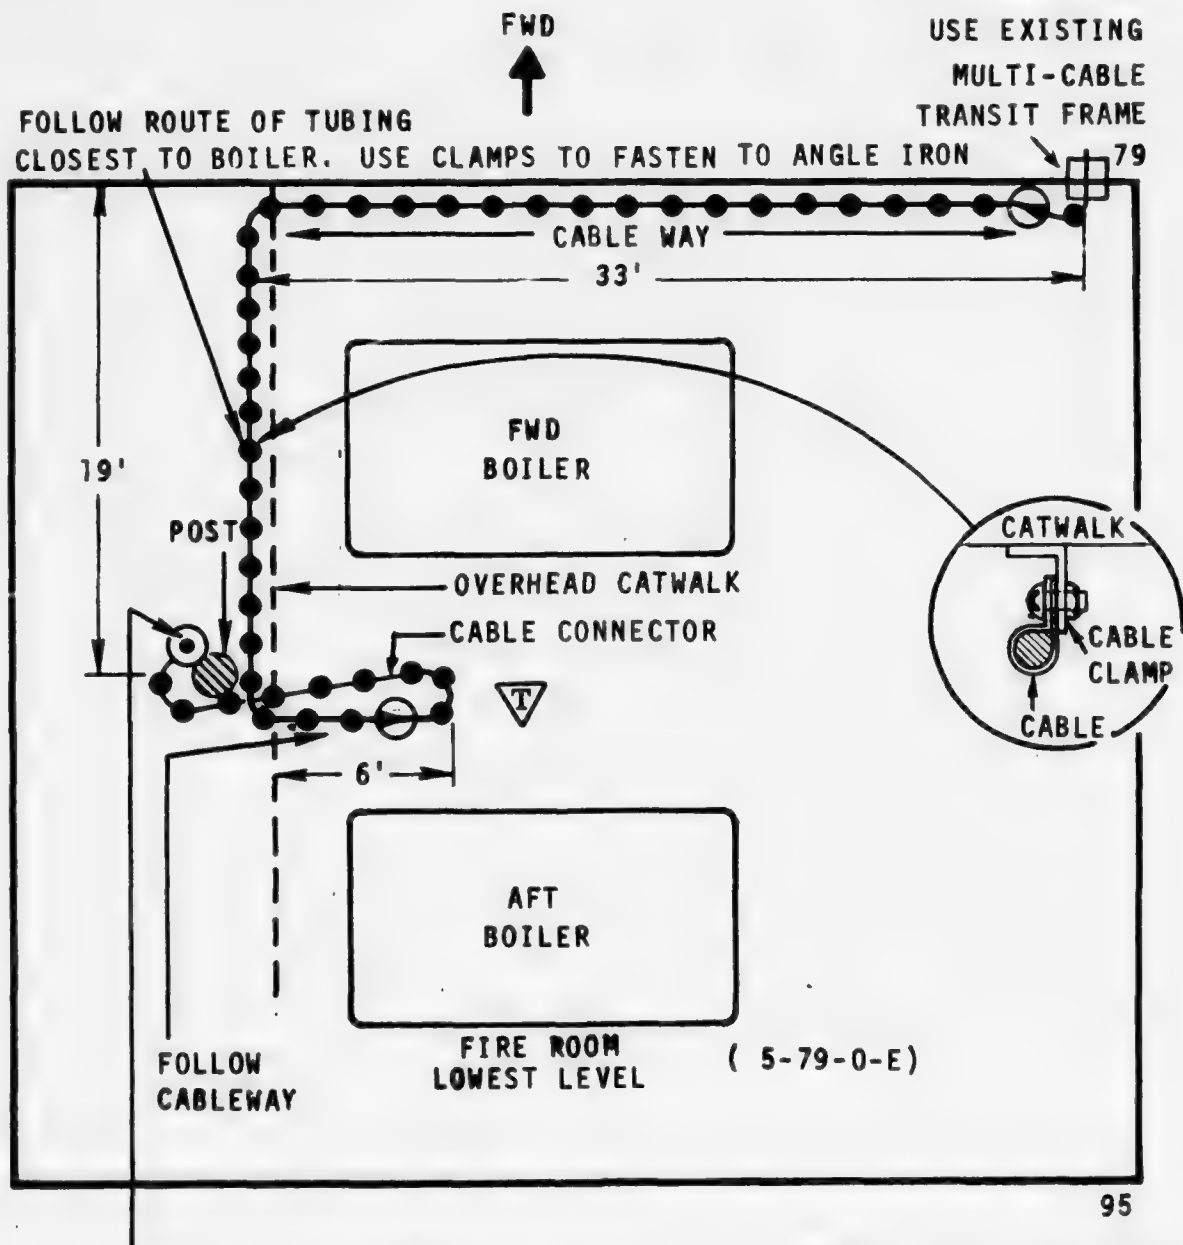 FWD
USE EXISTING
MULTI-CABLE
TRANSIT FRAME
FOLLOW ROUTE OF TUBING
CLOSEST TO BOILER. USE CLAMPS TO FASTEN TO ANGLE IRON
79
CABLE WAY
33'
FWD
BOILER
19'
POST
CATWALK
OVERHEAD CATWALK
CABLE CONNECTOR
CABLE
CLAMP
T
CABLE
6'
AFT
BOILER
FIRE ROOM
LOWEST LEVEL
( 5-79-0-E)
FOLLOW
CABLEWAY
95